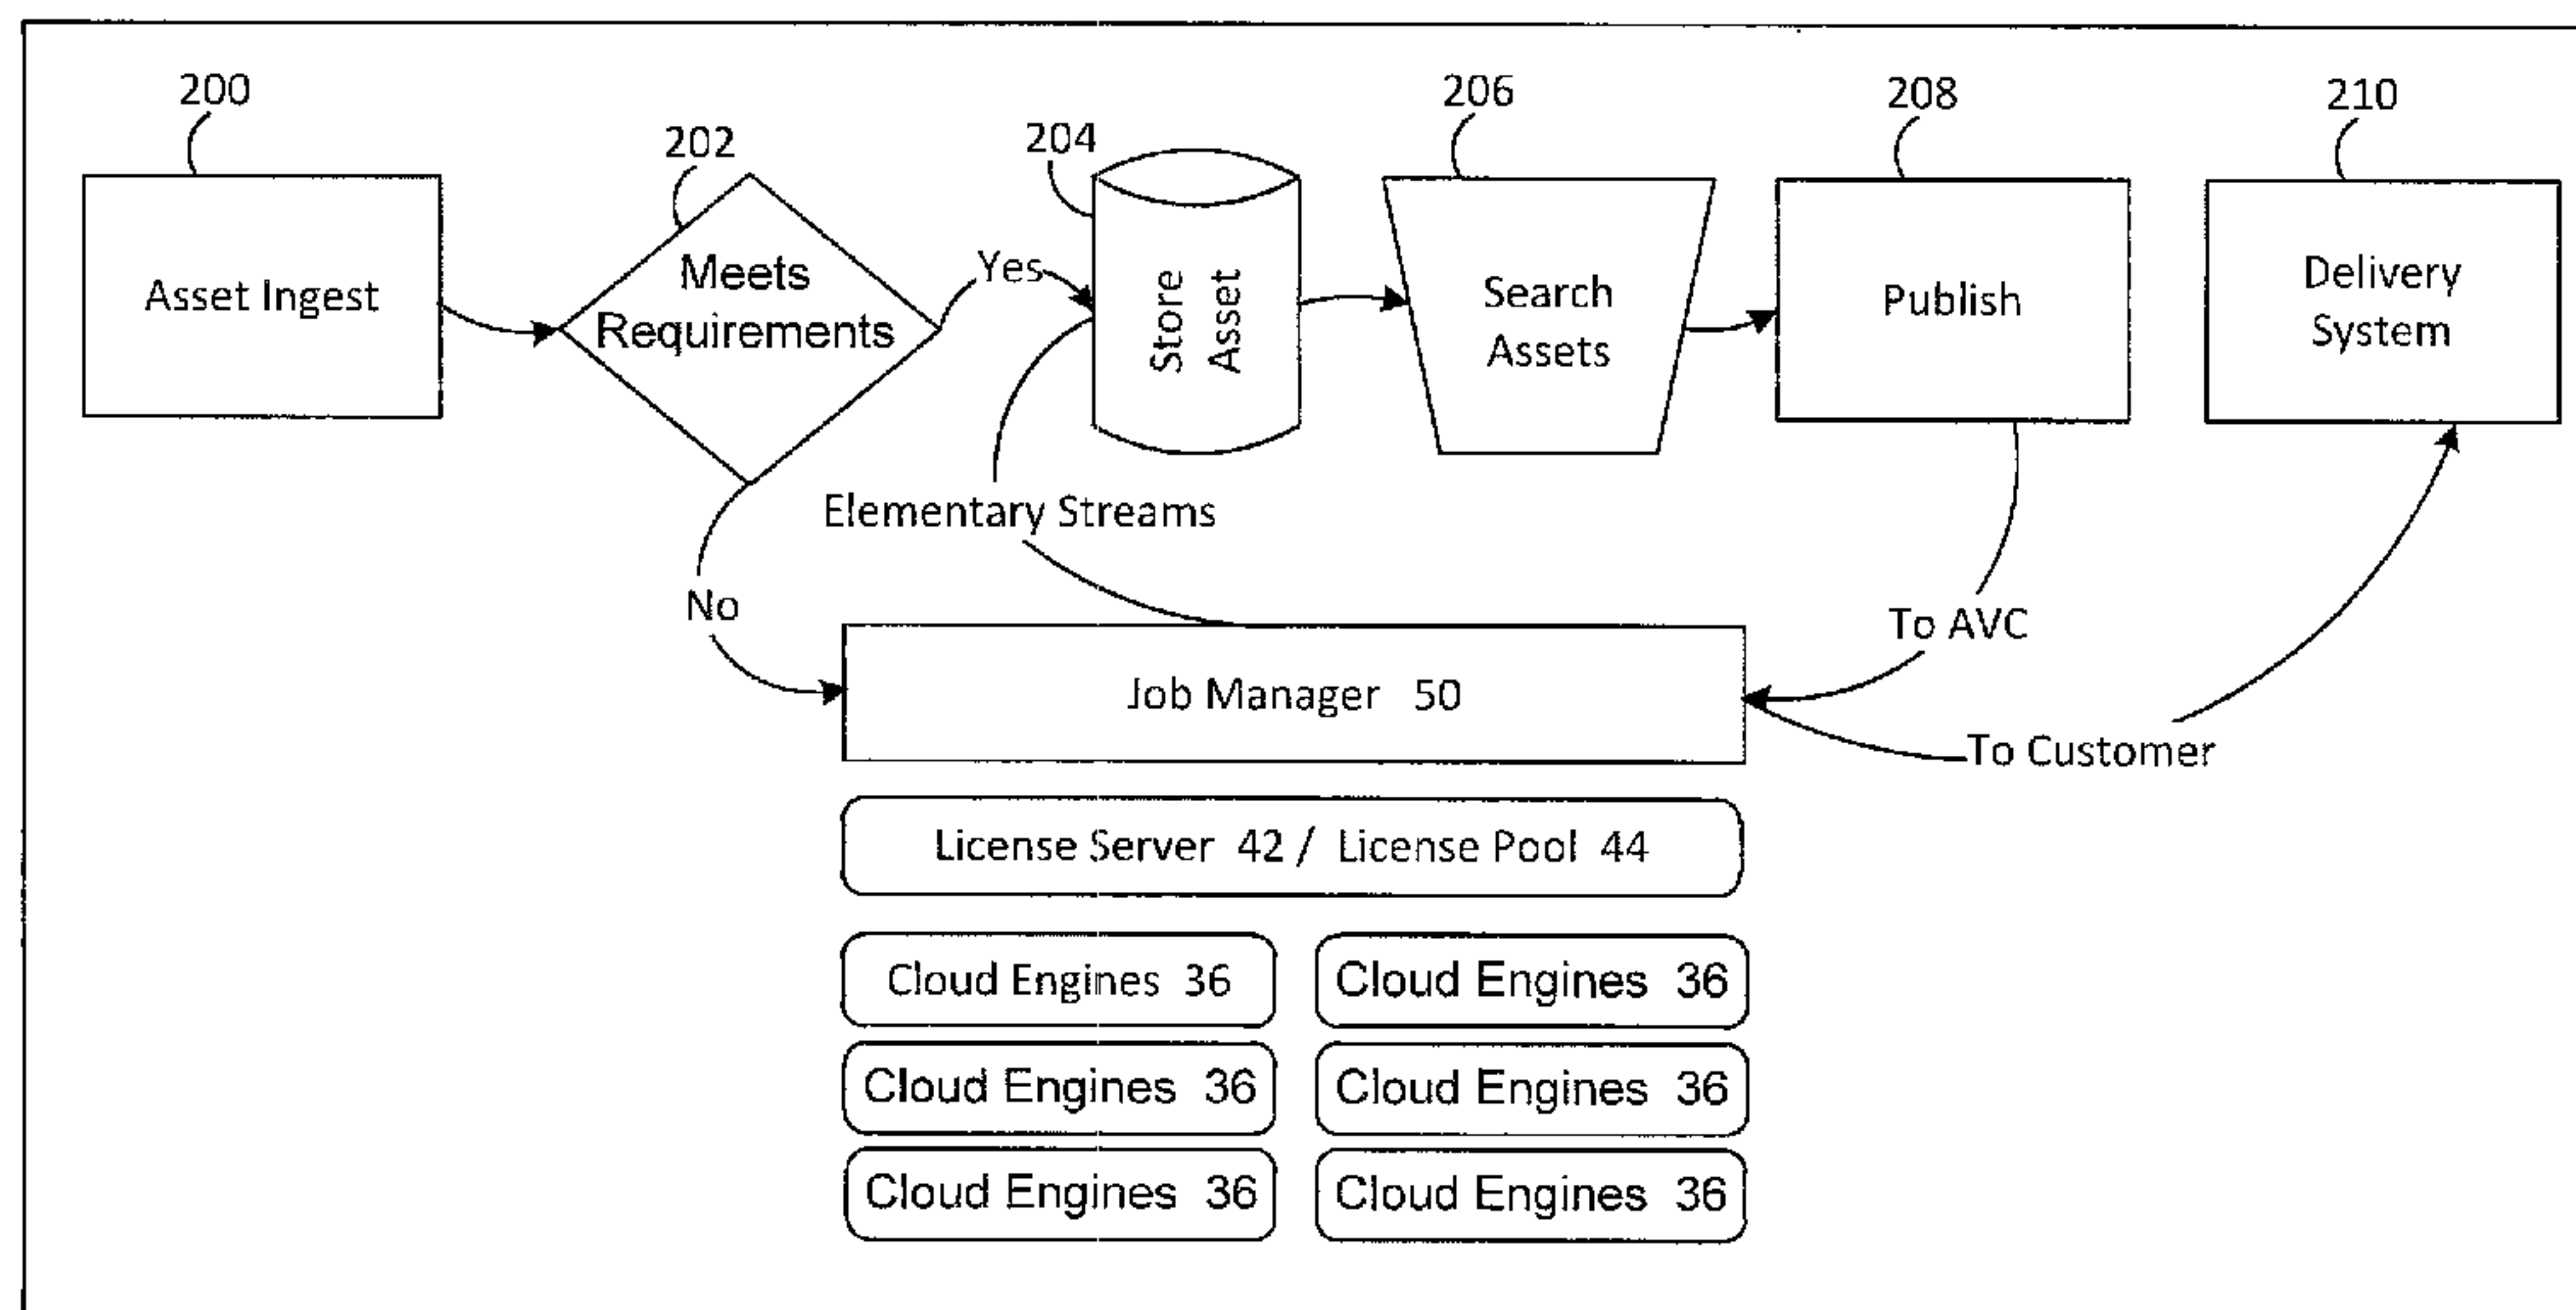 200
202
204
206
208
210
Asset Ingest
Meets
Requirements
Yes
Store
Asset
Search
Assets
Publish
Delivery
System
Elementary Streams
No
To AVC
Job Manager 50
To Customer
License Server 42 / License Pool 44
Cloud Engines 36
Cloud Engines 36
Cloud Engines 36
Cloud Engines 36
Cloud Engines 36
Cloud Engines 36